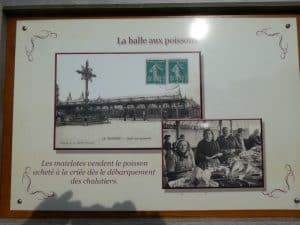 La halle aux poissons
Les matelotes vendent le poisson
acheté à la criée dès le débarquement
des chalutiers.